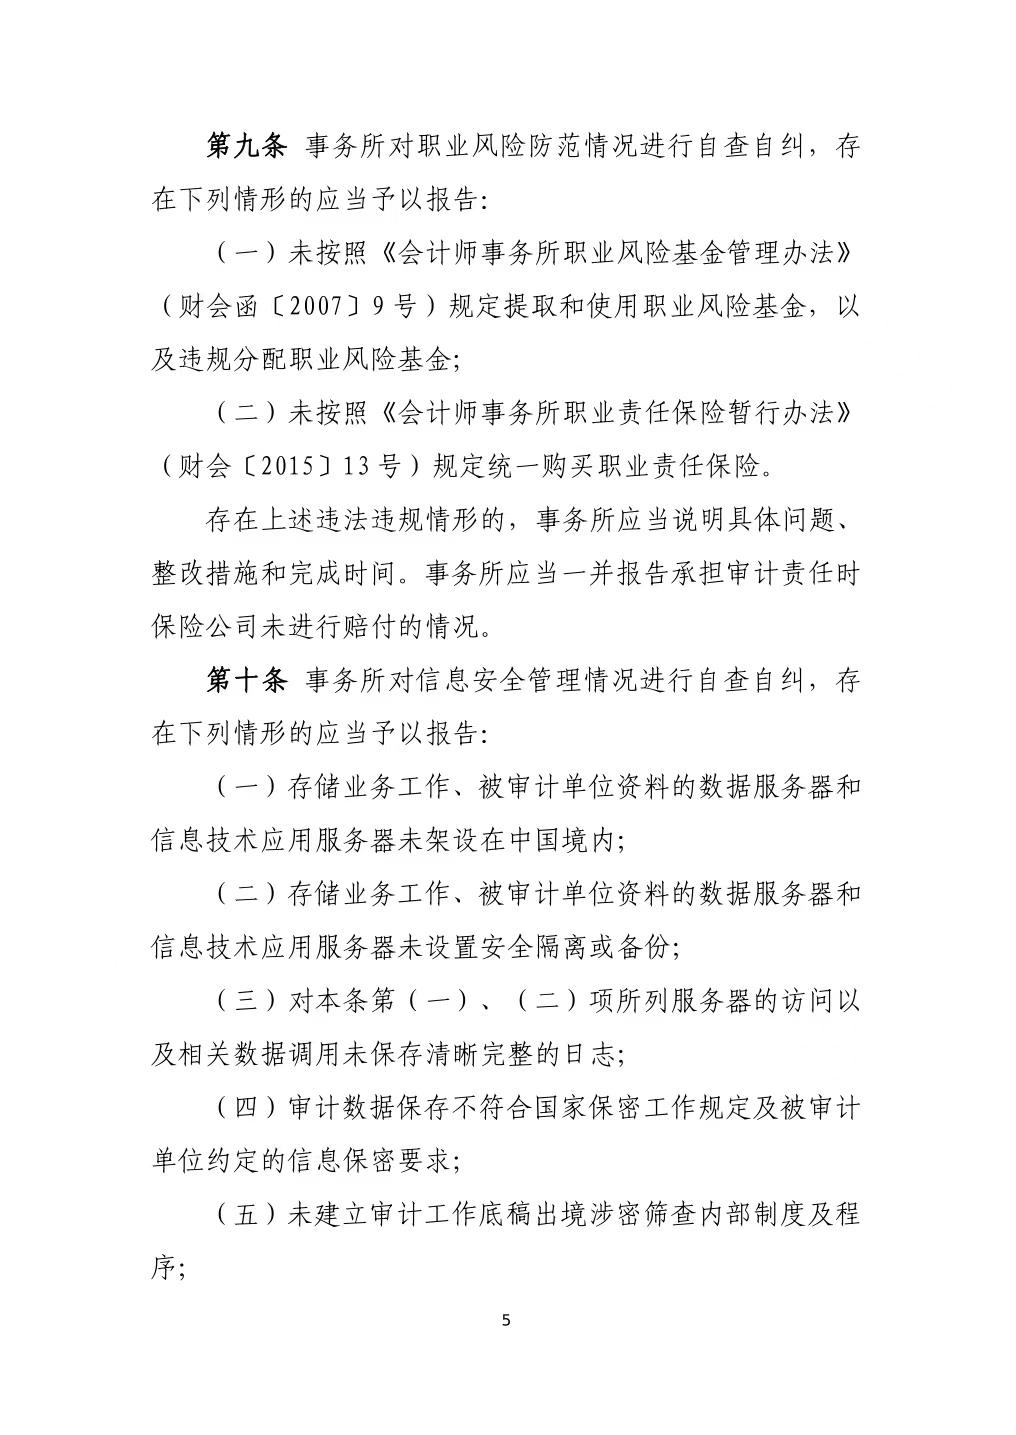 第九条 事务所对职业风险防范情况进行自查自纠，存
在下列情形的应当予以报告：
（一）未按照《会计师事务所职业风险基金管理办法》
（财会函〔2007〕9 号）规定提取和使用职业风险基金，以
及违规分配职业风险基金；
（二）未按照《会计师事务所职业责任保险暂行办法》
（财会〔2015〕13 号）规定统一购买职业责任保险。
存在上述违法违规情形的，事务所应当说明具体问题、
整改措施和完成时间。事务所应当一并报告承担审计责任时
保险公司未进行赔付的情况。
第十条 事务所对信息安全管理情况进行自查自纠，存
在下列情形的应当予以报告：
（一）存储业务工作、被审计单位资料的数据服务器和
信息技术应用服务器未架设在中国境内；
（二）存储业务工作、被审计单位资料的数据服务器和
信息技术应用服务器未设置安全隔离或备份；
（三）对本条第（一）、（二）项所列服务器的访问以
及相关数据调用未保存清晰完整的日志；
（四）审计数据保存不符合国家保密工作规定及被审计
单位约定的信息保密要求；
（五）未建立审计工作底稿出境涉密筛查内部制度及程
序；
5